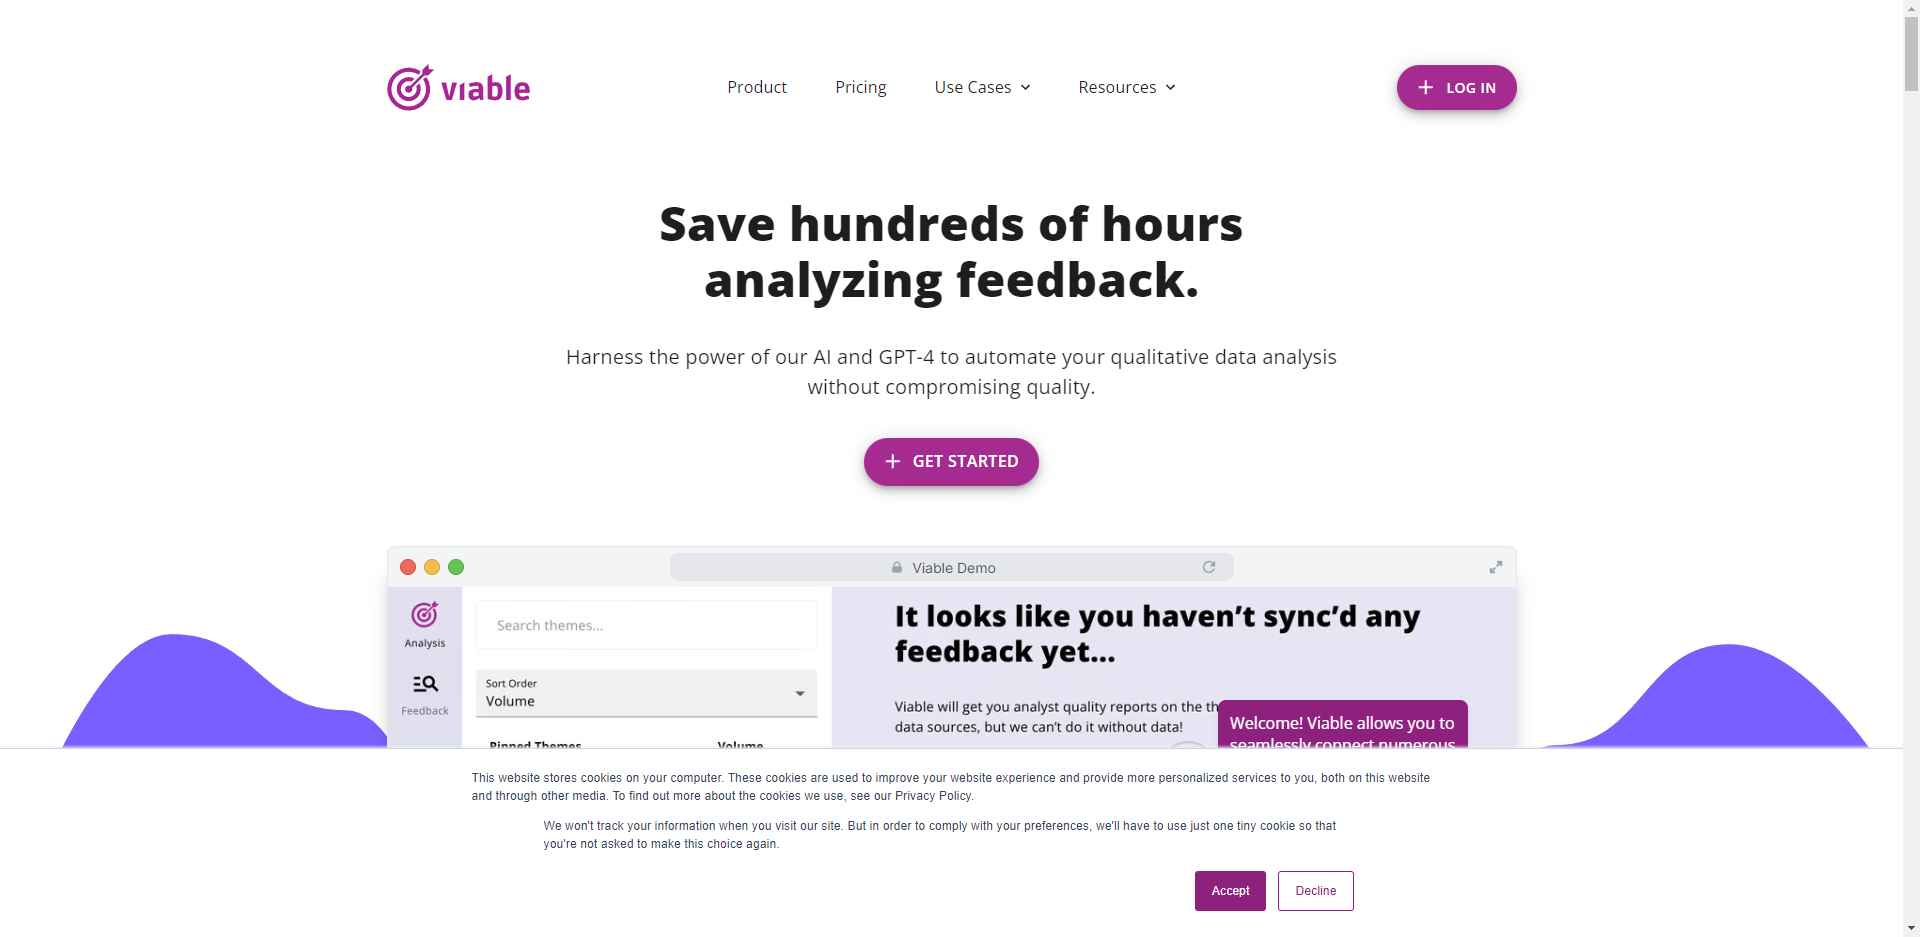 viable
Product
Pricing
Use Cases
Resources
LOG IN
Save hundreds of hours
analyzing feedback.
Harness the power of our AI and GPT-4 to automate your qualitative data analysis
without compromising quality.
GET STARTED
Viable Demo
Analysis
Feedback
Search themes...
Sort Order
Volume
Pinned Themes
Volume
It looks like you haven’t sync’d any
feedback yet...
Viable will get you analyst quality reports on the th
data sources, but we can’t do it without data!
Welcome! Viable allows you to
seamlessly connect numerous
This website stores cookies on your computer. These cookies are used to improve your website experience and provide more personalized services to you, both on this website
and through other media. To find out more about the cookies we use, see our Privacy Policy.
We won't track your information when you visit our site. But in order to comply with your preferences, we'll have to use just one tiny cookie so that
you're not asked to make this choice again.
Accept
Decline